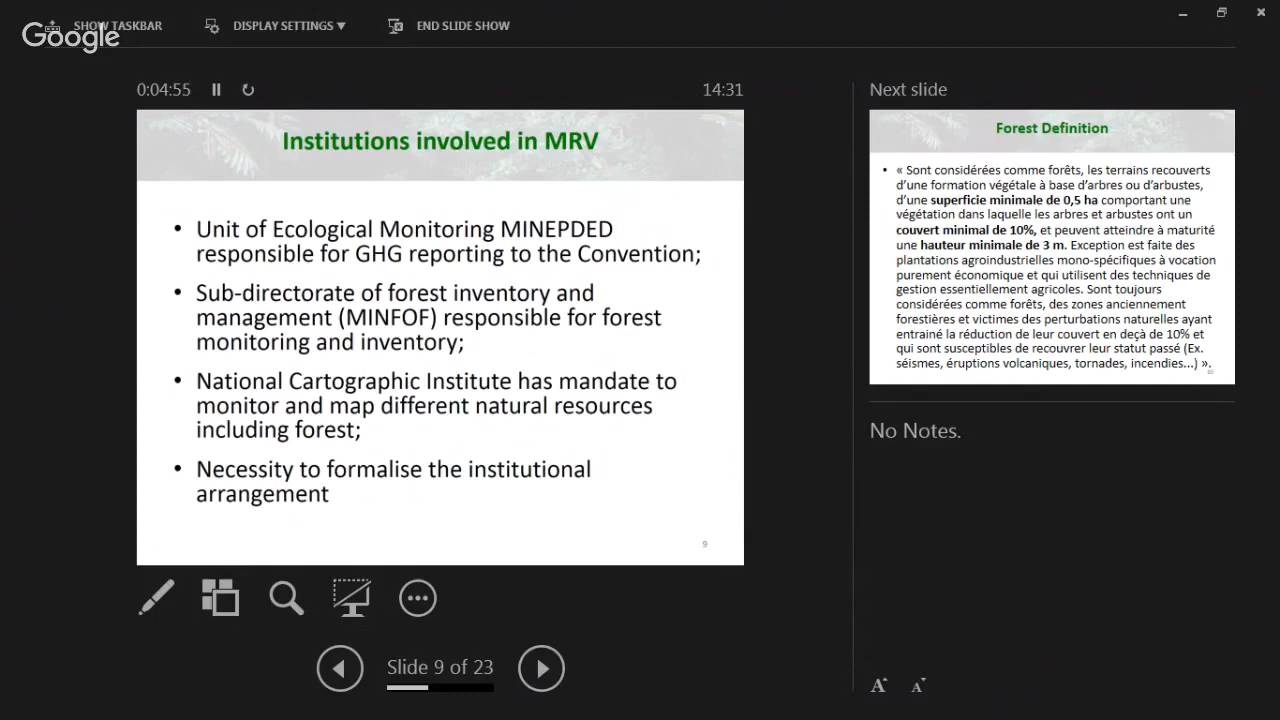 Google
SHOW TASKBAR
DISPLAY SETTINGS ▼
END SLIDE SHOW
0:04:55
14:31
Institutions involved in MRV
• Unit of Ecological Monitoring MINEPDED
responsible for GHG reporting to the Convention;
• Sub-directorate of forest inventory and
management (MINFOF) responsible for forest
monitoring and inventory;
• National Cartographic Institute has mandate to
monitor and map different natural resources
including forest;
• Necessity to formalise the institutional
arrangement
9
Slide 9 of 23
Next slide
Forest Definition
• « Sont considérées comme forêts, les terrains recouverts
d'une formation végétale à base d'arbres ou d'arbustes,
d'une superficie minimale de 0,5 ha comportant une
végétation dans laquelle les arbres et arbustes ont un
couvert minimal de 10%, et peuvent atteindre à maturité
une hauteur minimale de 3 m. Exception est faite des
plantations agroindustrielles mono-spécifiques à vocation
purement économique et qui utilisent des techniques de
gestion essentiellement agricoles. Sont toujours
considérées comme forêts, des zones anciennement
forestières et victimes des perturbations naturelles ayant
entrainé la réduction de leur couvert en deçà de 10% et
qui sont susceptibles de recouvrer leur statut passé (Ex.
séismes, éruptions volcaniques, tornades, incendies...) ».
10
No Notes.
A A